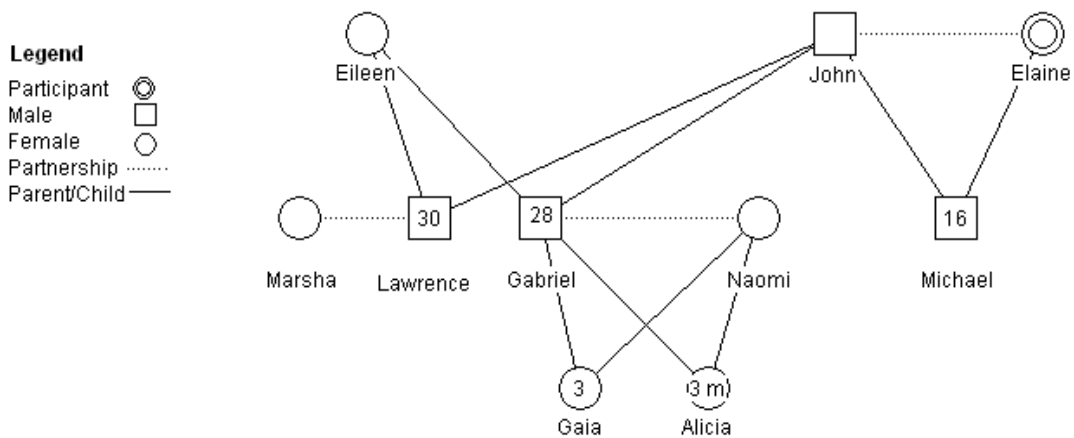 Legend
Participant
Male
Female
Partnership
Parent/Child
Eileen
John
Elaine
30
28
16
Marsha
Lawrence
Gabriel
Naomi
Michael
3
3 m
Gaia
Alicia